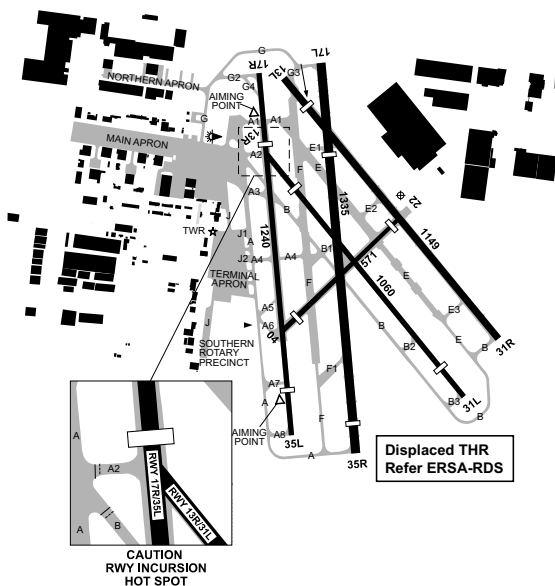 G
17R
17L
13L
G2
G4
G3
NORTHERN APRON
AIMING
POINT
G
A1
A1
13R
MAIN APRON
A2
E1
F
E
A3
22
E2
J
B
1335
TWR
J1
A
1240
B1
1149
J2
A4
A4
571
TERMINAL
APRON
F
1060
E
A5
A6
04
B
E3
J
SOUTHERN
ROTARY
PRECINCT
B2
E
B
31R
F1
A7
A
AIMING
POINT
B3
31L
B
F
A8
35L
A
35R
Displaced THR
Refer ERSA-RDS
A
A2
RWY 17R/35L
RWY 13R/31L
B
A
CAUTION
RWY INCURSION
HOT SPOT